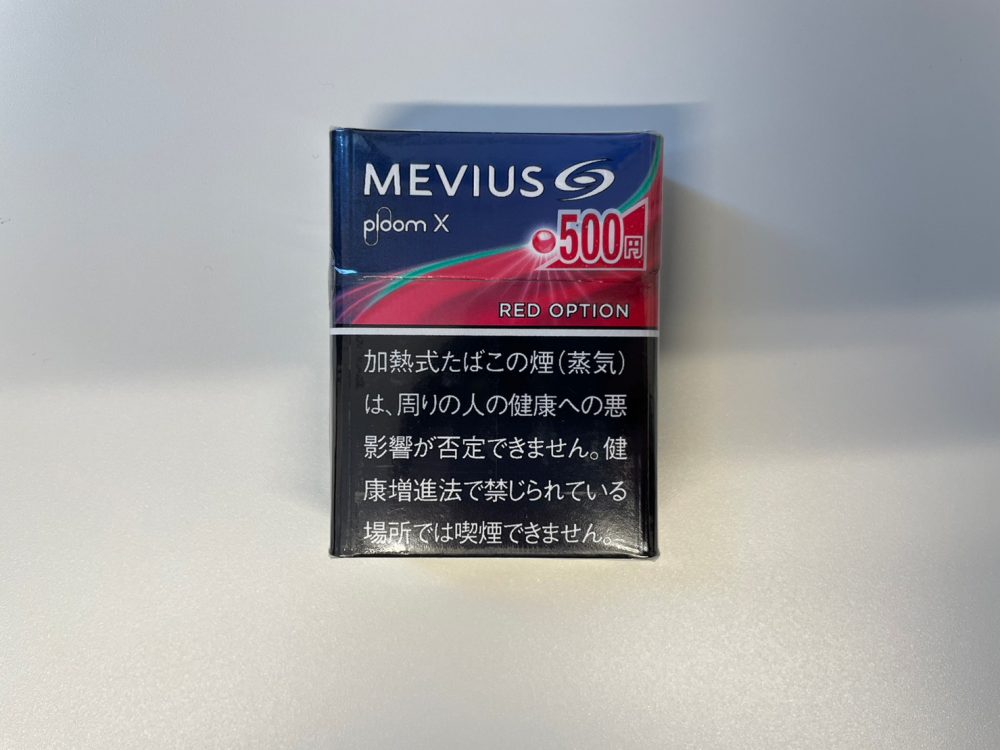 MEVIUS
ploom X
500円
RED OPTION
加熱式たばこの煙(蒸気)
は、周りの人の健康への悪
影響が否定できません。健
康増進法で禁じられている
場所では喫煙できません。